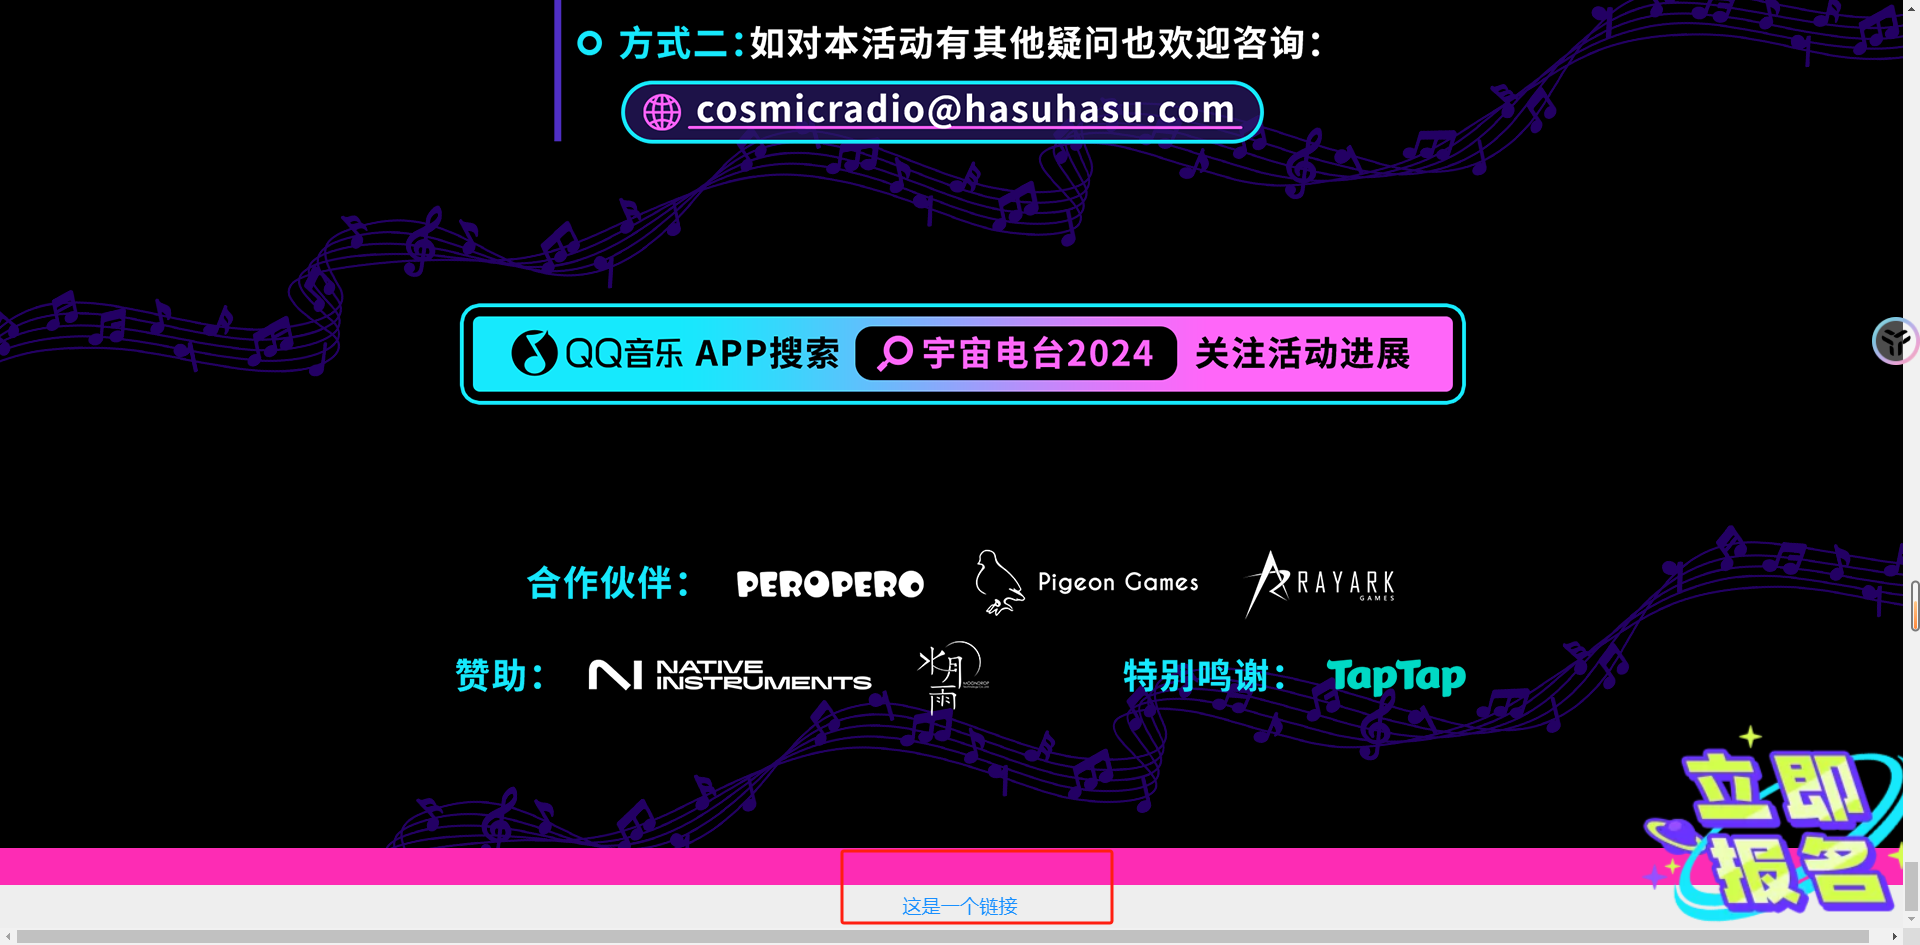 方式二：如对本活动有其他疑问也欢迎咨询：
cosmicradio@hasuhasu.com
QQ音乐 APP搜索 宇宙电台2024 关注活动进展
合作伙伴： PEROPERO Pigeon Games RAYARK GAMES
赞助： NATIVE INSTRUMENTS 水月雨 MOONDROP 特别鸣谢： TapTap
立即
报名
这是一个链接